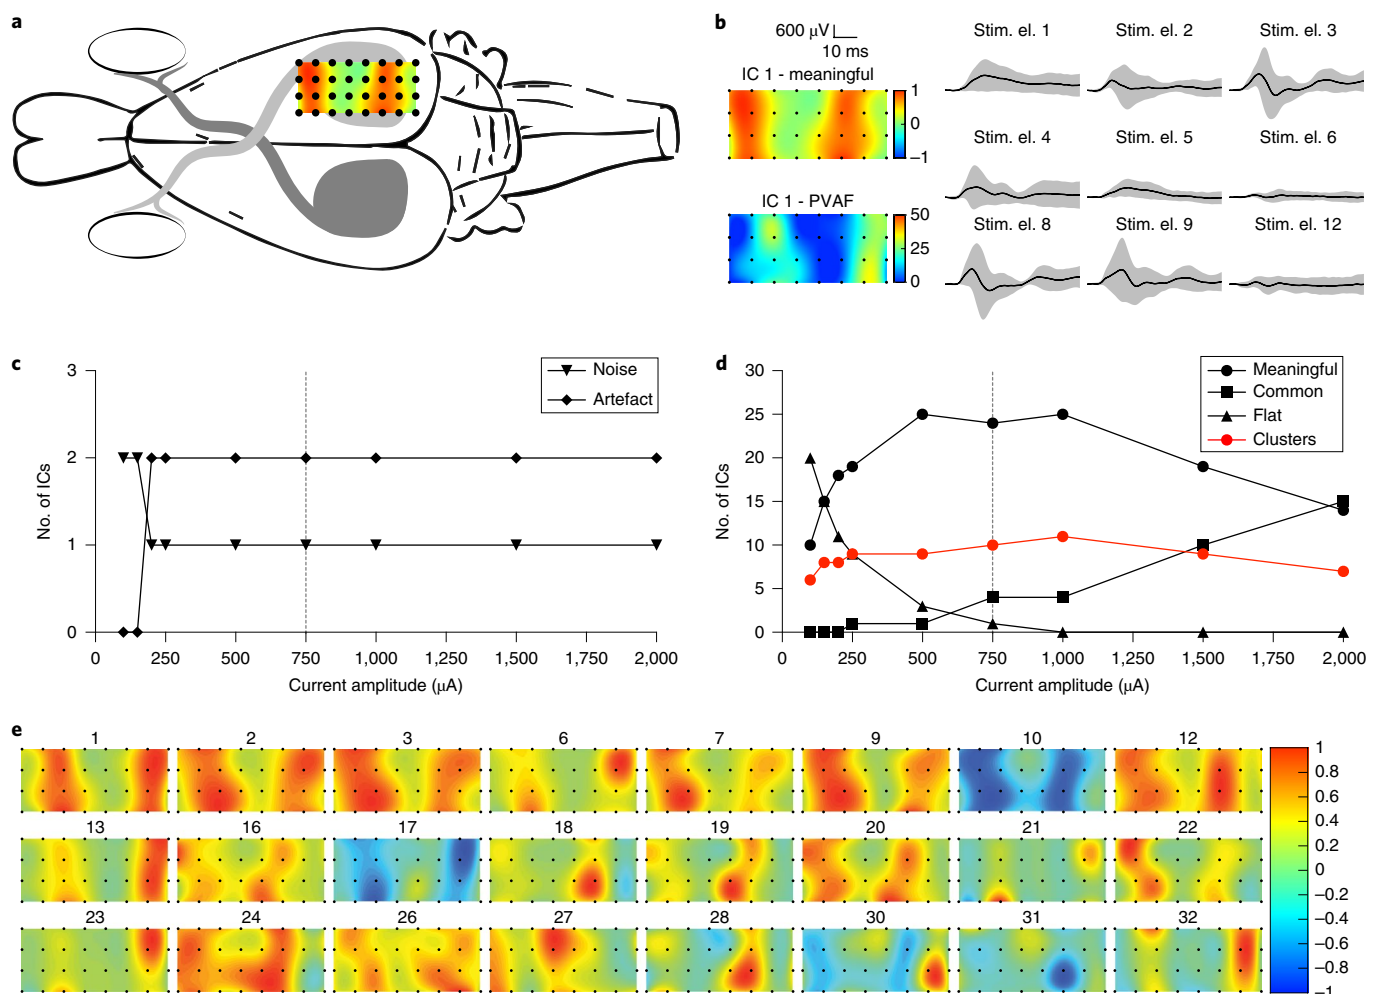 a
b
600 µV
10 ms
IC 1 - meaningful
1
0
−1
IC 1 - PVAF
50
25
0
Stim. el. 1
Stim. el. 2
Stim. el. 3
Stim. el. 4
Stim. el. 5
Stim. el. 6
Stim. el. 8
Stim. el. 9
Stim. el. 12
c
No. of ICs
3
2
1
0
0 250 500 750 1,000 1,250 1,500 1,750 2,000
Current amplitude (µA)
Noise
Artefact
d
No. of ICs
30
25
20
15
10
5
0
0 250 500 750 1,000 1,250 1,500 1,750 2,000
Current amplitude (µA)
Meaningful
Common
Flat
Clusters
e
1 2 3 6 7 9 10 12
13 16 17 18 19 20 21 22
23 24 26 27 28 30 31 32
1
0.8
0.6
0.4
0.2
0
−0.2
−0.4
−0.6
−0.8
−1